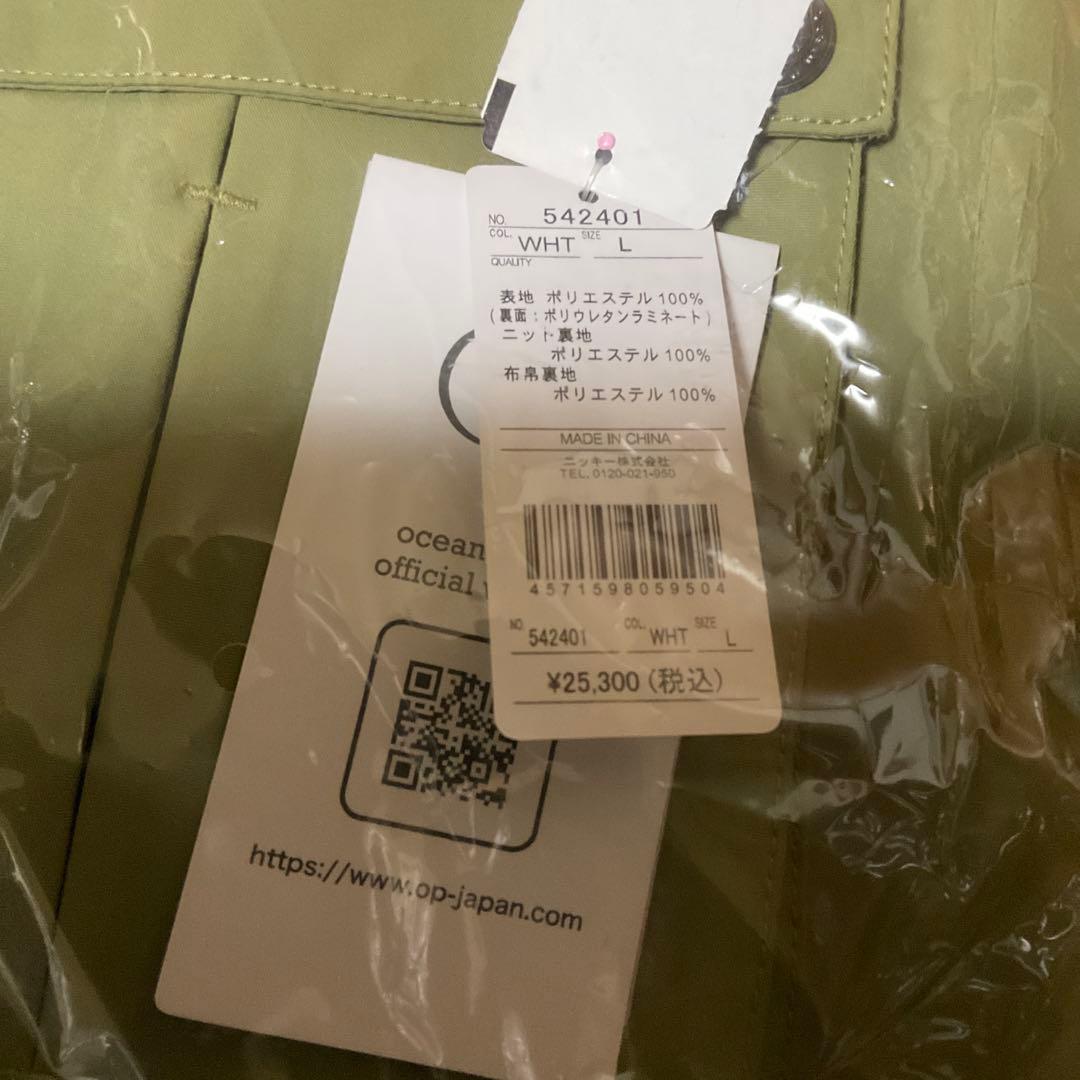 NO. 542401
COL. WHT SIZE L
QUALITY
表地 ポリエステル100%
(裏面:ポリウレタンラミネート)
ニット裏地
ポリエステル100%
布帛裏地
ポリエステル100%
MADE IN CHINA
ニッキー株式会社
TEL. 0120-021-950
4571598059504
NO. 542401 COL. WHT SIZE L
¥25,300(税込)
ocean
official
https://www.op-japan.com